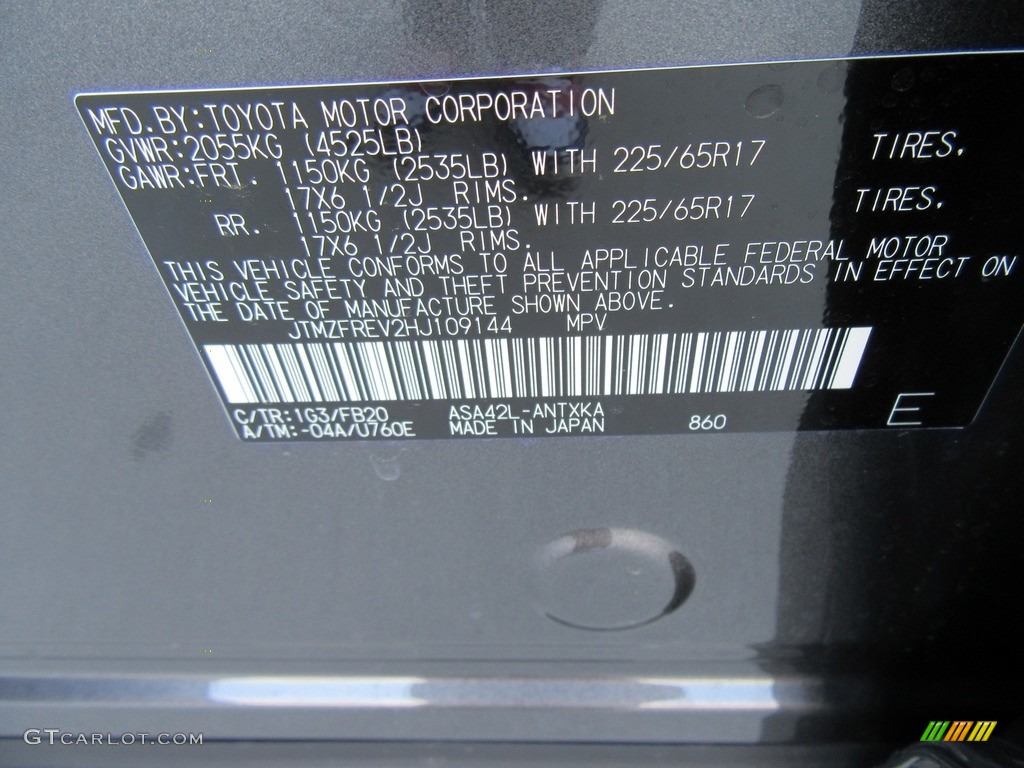 MFD.BY:TOYOTA MOTOR CORPORATION
GVWR:2055KG (4525LB)
GAWR:FRT. 1150KG (2535LB) WITH 225/65R17 TIRES.
17X6 1/2J RIMS.
RR. 1150KG (2535LB) WITH 225/65R17 TIRES.
17X6 1/2J RIMS.
THIS VEHICLE CONFORMS TO ALL APPLICABLE FEDERAL MOTOR
VEHICLE SAFETY AND THEFT PREVENTION STANDARDS IN EFFECT ON
THE DATE OF MANUFACTURE SHOWN ABOVE.
JTMZFREV2HJ109144 MPV
C/TR:1G3/FB20 ASA42L-ANTXKA 860 E
A/TM:-04A/U760E MADE IN JAPAN
GTCARLOT.COM